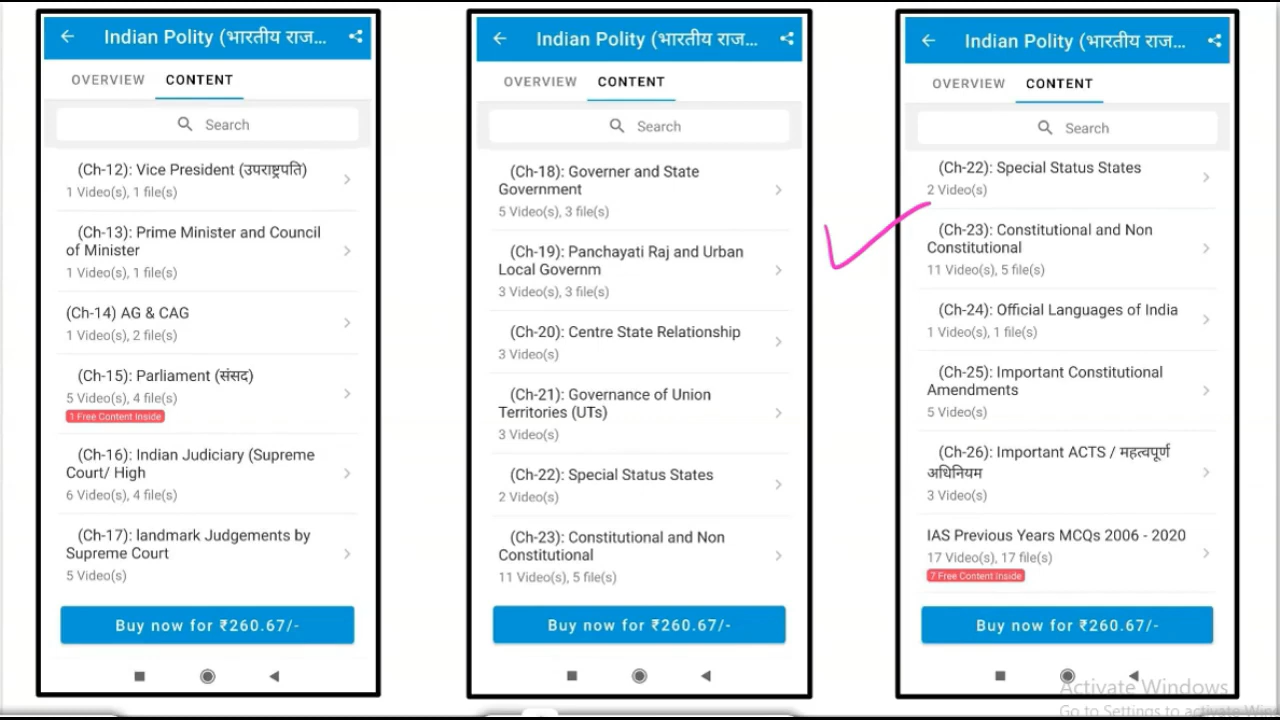 Indian Polity (भारतीय राज...
OVERVIEW CONTENT
Search
(Ch-12): Vice President (उपराष्ट्रपति)
1 Video(s), 1 file(s)
(Ch-13): Prime Minister and Council
of Minister
1 Video(s), 1 file(s)
(Ch-14) AG & CAG
1 Video(s), 2 file(s)
(Ch-15): Parliament (संसद)
5 Video(s), 4 file(s)
1 Free Content Inside
(Ch-16): Indian Judiciary (Supreme
Court/ High
6 Video(s), 4 file(s)
(Ch-17): landmark Judgements by
Supreme Court
5 Video(s)
Buy now for ₹260.67/-
Indian Polity (भारतीय राज...
OVERVIEW CONTENT
Search
(Ch-18): Governer and State
Government
5 Video(s), 3 file(s)
(Ch-19): Panchayati Raj and Urban
Local Governm
3 Video(s), 3 file(s)
(Ch-20): Centre State Relationship
3 Video(s)
(Ch-21): Governance of Union
Territories (UTs)
3 Video(s)
(Ch-22): Special Status States
2 Video(s)
(Ch-23): Constitutional and Non
Constitutional
11 Video(s), 5 file(s)
Buy now for ₹260.67/-
Indian Polity (भारतीय राज...
OVERVIEW CONTENT
Search
(Ch-22): Special Status States
2 Video(s)
(Ch-23): Constitutional and Non
Constitutional
11 Video(s), 5 file(s)
(Ch-24): Official Languages of India
1 Video(s), 1 file(s)
(Ch-25): Important Constitutional
Amendments
5 Video(s)
(Ch-26): Important ACTS / महत्वपूर्ण
अधिनियम
3 Video(s)
IAS Previous Years MCQs 2006 - 2020
17 Video(s), 17 file(s)
7 Free Content Inside
Buy now for ₹260.67/-
Activate Windows
Go to Settings to activate